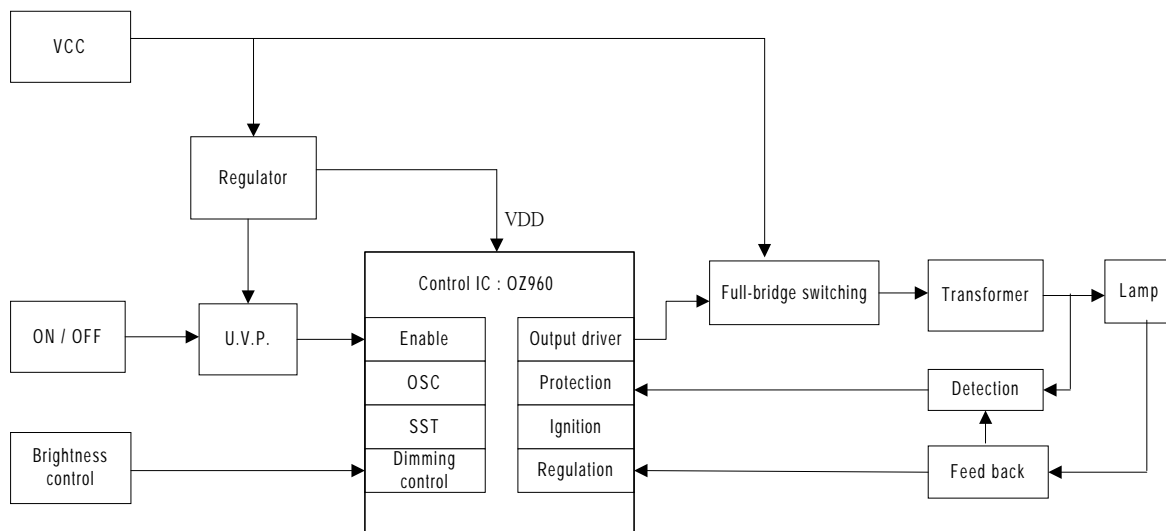 VCC
Regulator
VDD
Control IC : OZ960
Full-bridge switching
Transformer
Lamp
ON / OFF
U.V.P.
Enable
Output driver
OSC
Protection
Detection
SST
Ignition
Brightness
control
Dimming
control
Regulation
Feed back